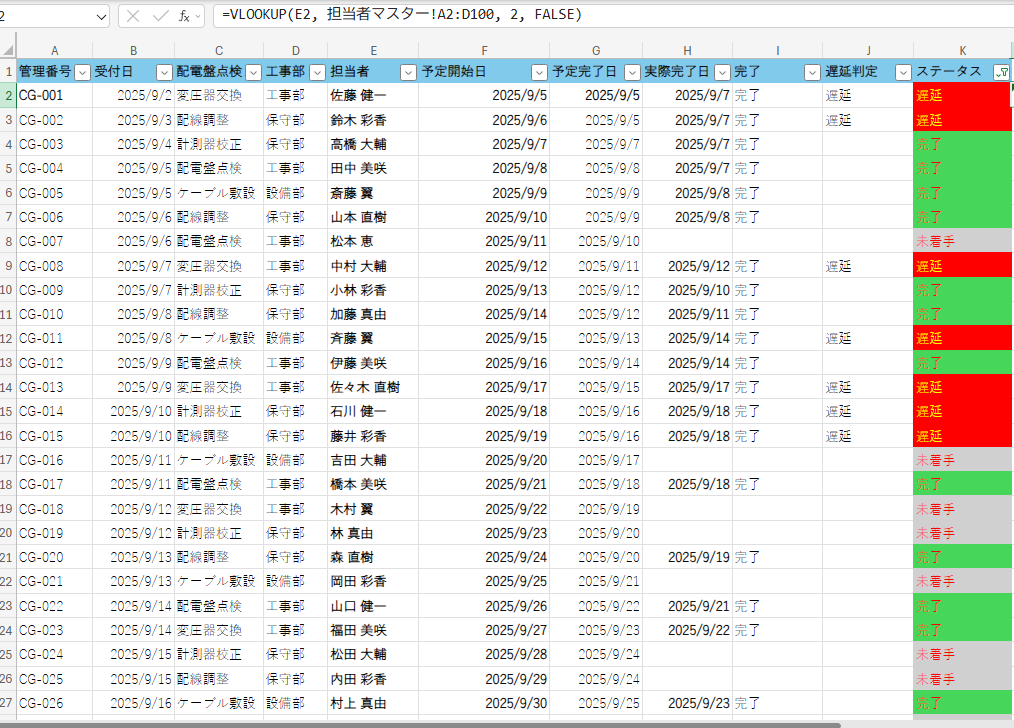 2 fx =VLOOKUP(E2, 担当者マスター!A2:D100, 2, FALSE)
A B C D E F G H I J K
1 管理番号 受付日 配電盤点検 工事部 担当者 予定開始日 予定完了日 実際完了日 完了 遅延判定 ステータス
2 CG-001 2025/9/2 変圧器交換 工事部 佐藤 健一 2025/9/5 2025/9/5 2025/9/7 完了 遅延 遅延
3 CG-002 2025/9/3 配線調整 保守部 鈴木 彩香 2025/9/6 2025/9/5 2025/9/7 完了 遅延 遅延
4 CG-003 2025/9/4 計測器校正 保守部 高橋 大輔 2025/9/7 2025/9/7 2025/9/7 完了 完了
5 CG-004 2025/9/5 配電盤点検 工事部 田中 美咲 2025/9/8 2025/9/8 2025/9/7 完了 完了
6 CG-005 2025/9/5 ケーブル敷設 設備部 斎藤 翼 2025/9/9 2025/9/9 2025/9/8 完了 完了
7 CG-006 2025/9/6 配線調整 保守部 山本 直樹 2025/9/10 2025/9/9 2025/9/8 完了 完了
8 CG-007 2025/9/6 配電盤点検 工事部 松本 恵 2025/9/11 2025/9/10 未着手
9 CG-008 2025/9/7 変圧器交換 工事部 中村 大輔 2025/9/12 2025/9/11 2025/9/12 完了 遅延 遅延
10 CG-009 2025/9/7 計測器校正 保守部 小林 彩香 2025/9/13 2025/9/12 2025/9/10 完了 完了
11 CG-010 2025/9/8 配線調整 保守部 加藤 真由 2025/9/14 2025/9/12 2025/9/11 完了 完了
12 CG-011 2025/9/8 ケーブル敷設 設備部 斉藤 翼 2025/9/15 2025/9/13 2025/9/14 完了 遅延 遅延
13 CG-012 2025/9/9 配電盤点検 工事部 伊藤 美咲 2025/9/16 2025/9/14 2025/9/14 完了 完了
14 CG-013 2025/9/9 変圧器交換 工事部 佐々木 直樹 2025/9/17 2025/9/15 2025/9/17 完了 遅延 遅延
15 CG-014 2025/9/10 計測器校正 保守部 石川 健一 2025/9/18 2025/9/16 2025/9/18 完了 遅延 遅延
16 CG-015 2025/9/10 配線調整 保守部 藤井 彩香 2025/9/19 2025/9/16 2025/9/18 完了 遅延 遅延
17 CG-016 2025/9/11 ケーブル敷設 設備部 吉田 大輔 2025/9/20 2025/9/17 未着手
18 CG-017 2025/9/11 配電盤点検 工事部 橋本 美咲 2025/9/21 2025/9/18 2025/9/18 完了 完了
19 CG-018 2025/9/12 変圧器交換 工事部 木村 翼 2025/9/22 2025/9/19 未着手
20 CG-019 2025/9/12 計測器校正 保守部 林 真由 2025/9/23 2025/9/20 未着手
21 CG-020 2025/9/13 配線調整 保守部 森 直樹 2025/9/24 2025/9/20 2025/9/19 完了 完了
22 CG-021 2025/9/13 ケーブル敷設 設備部 岡田 彩香 2025/9/25 2025/9/21 未着手
23 CG-022 2025/9/14 配電盤点検 工事部 山口 健一 2025/9/26 2025/9/22 2025/9/21 完了 完了
24 CG-023 2025/9/14 変圧器交換 工事部 福田 美咲 2025/9/27 2025/9/23 2025/9/22 完了 完了
25 CG-024 2025/9/15 計測器校正 保守部 松田 大輔 2025/9/28 2025/9/24 未着手
26 CG-025 2025/9/15 配線調整 保守部 内田 彩香 2025/9/29 2025/9/24 未着手
27 CG-026 2025/9/16 ケーブル敷設 設備部 村上 真由 2025/9/30 2025/9/25 2025/9/23 完了 完了